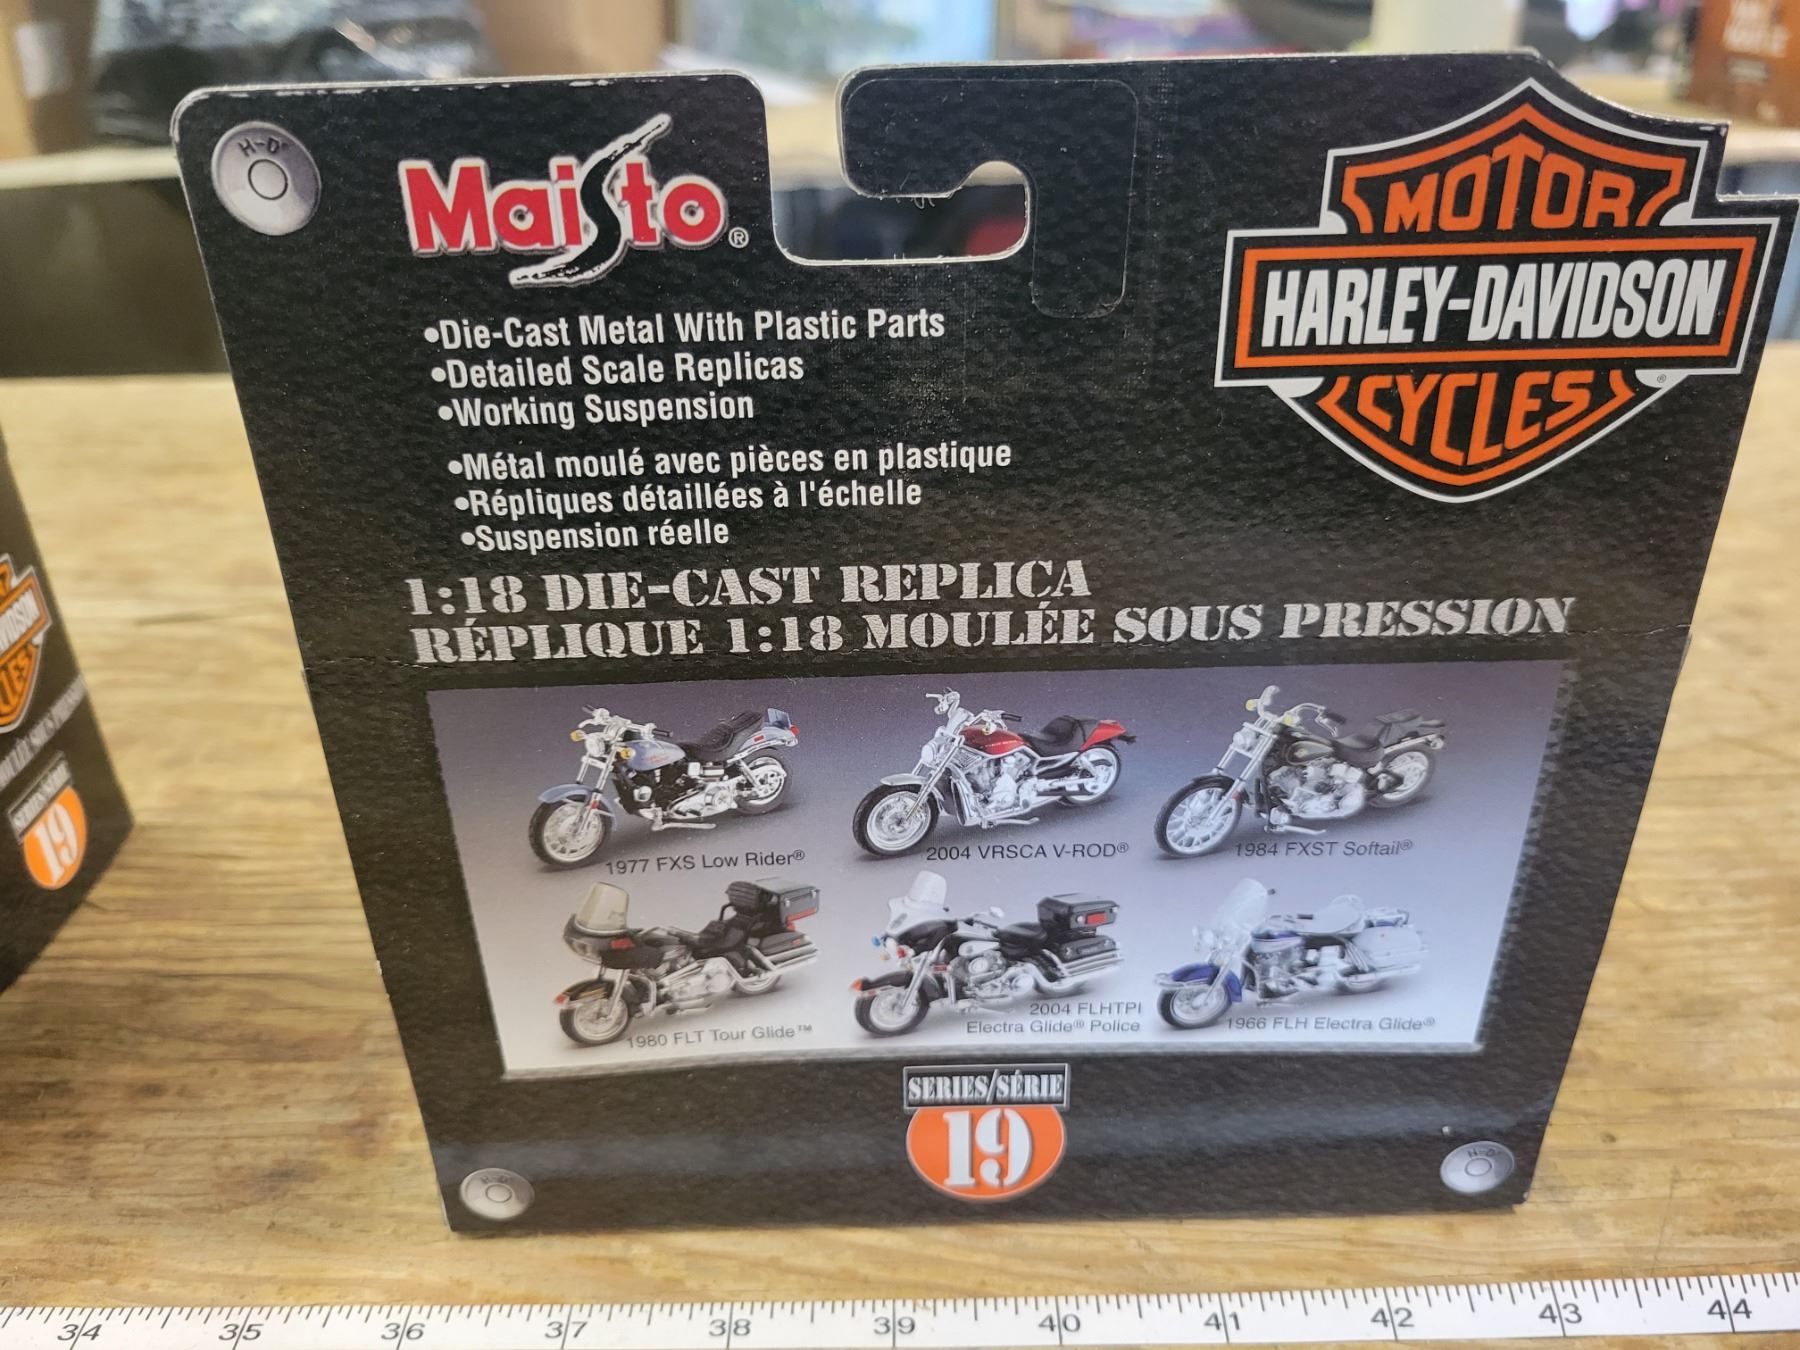 H-D
Maisto®
MOTOR
HARLEY-DAVIDSON
CYCLES
®
•Die-Cast Metal With Plastic Parts
•Detailed Scale Replicas
•Working Suspension
•Métal moulé avec pièces en plastique
•Répliques détaillées à l'échelle
•Suspension réelle
1:18 DIE-CAST REPLICA
RÉPLIQUE 1:18 MOULÉE SOUS PRESSION
1977 FXS Low Rider®
2004 VRSCA V-ROD®
1984 FXST Softail®
1980 FLT Tour Glide™
2004 FLHTPI
Electra Glide® Police
1966 FLH Electra Glide®
SERIES/SÉRIE
19
H-D
H-D
19
34 35 36 37 38 39 40 41 42 43 44